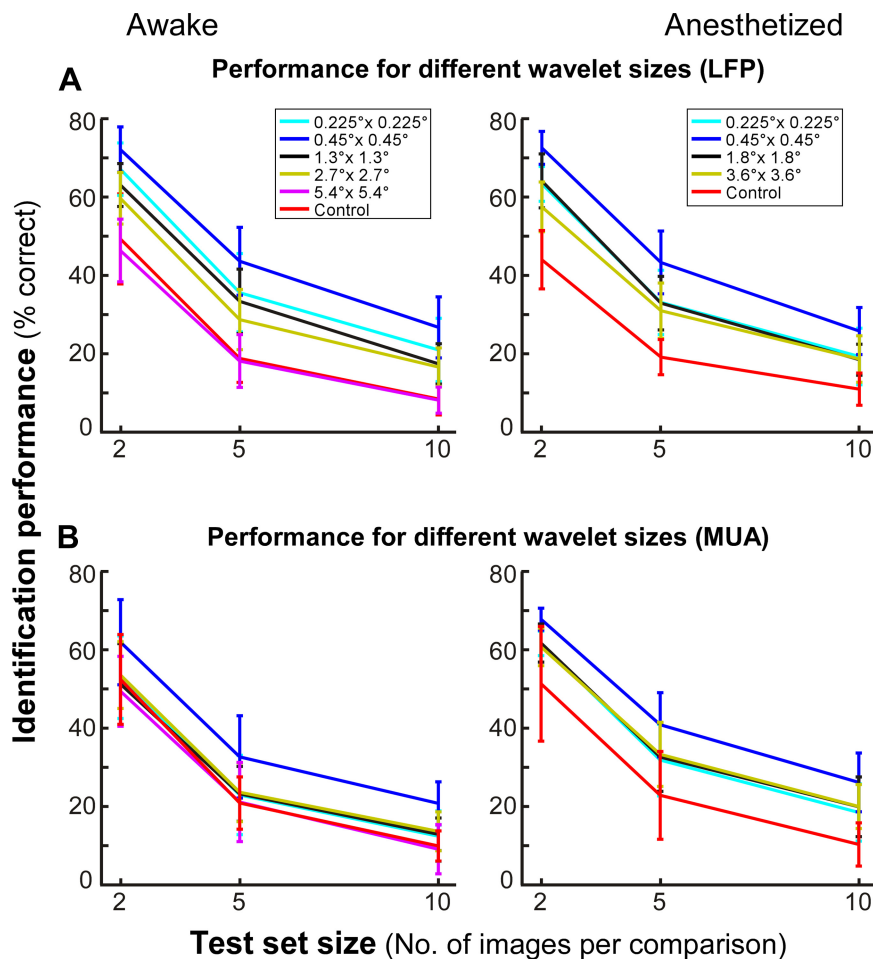 Awake
Anesthetized
A
Performance for different wavelet sizes (LFP)
80
60
40
20
0
2
5
10
0.225°x 0.225°
0.45°x 0.45°
1.3°x 1.3°
2.7°x 2.7°
5.4°x 5.4°
Control
80
60
40
20
0
2
5
10
0.225°x 0.225°
0.45°x 0.45°
1.8°x 1.8°
3.6°x 3.6°
Control
Identification performance (% correct)
B
Performance for different wavelet sizes (MUA)
80
60
40
20
0
2
5
10
80
60
40
20
0
2
5
10
Test set size (No. of images per comparison)